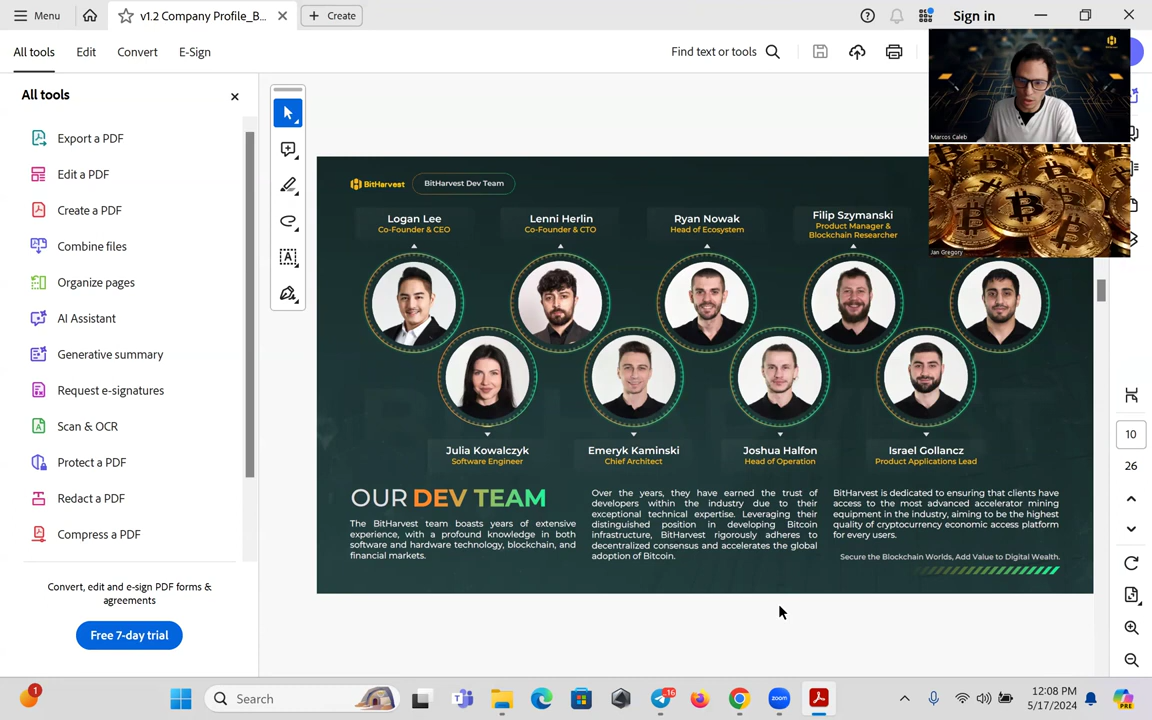 Menu
v1.2 Company Profile_B...
Create
Sign in
All tools
Edit
Convert
E-Sign
Find text or tools
All tools
Export a PDF
Edit a PDF
Create a PDF
Combine files
Organize pages
AI Assistant
Generative summary
Request e-signatures
Scan & OCR
Protect a PDF
Redact a PDF
Compress a PDF
Convert, edit and e-sign PDF forms &
agreements
Free 7-day trial
BitHarvest
BitHarvest Dev Team
Logan Lee
Co-Founder & CEO
Lenni Herlin
Co-Founder & CTO
Ryan Nowak
Head of Ecosystem
Filip Szymanski
Product Manager &
Blockchain Researcher
Julia Kowalczyk
Software Engineer
Emeryk Kaminski
Chief Architect
Joshua Halfon
Head of Operation
Israel Gollancz
Product Applications Lead
OUR DEV TEAM
The BitHarvest team boasts years of extensive
experience, with a profound knowledge in both
software and hardware technology, blockchain, and
financial markets.
Over the years, they have earned the trust of
developers within the industry due to their
exceptional technical expertise. Leveraging their
distinguished position in developing Bitcoin
infrastructure, BitHarvest rigorously adheres to
decentralized consensus and accelerates the global
adoption of Bitcoin.
BitHarvest is dedicated to ensuring that clients have
access to the most advanced accelerator mining
equipment in the industry, aiming to be the highest
quality of cryptocurrency economic access platform
for every users.
Secure the Blockchain Worlds, Add Value to Digital Wealth.
Marcos Caleb
Jan Gregory
10
26
1
Search
16
zoom
12:08 PM
5/17/2024
PRE